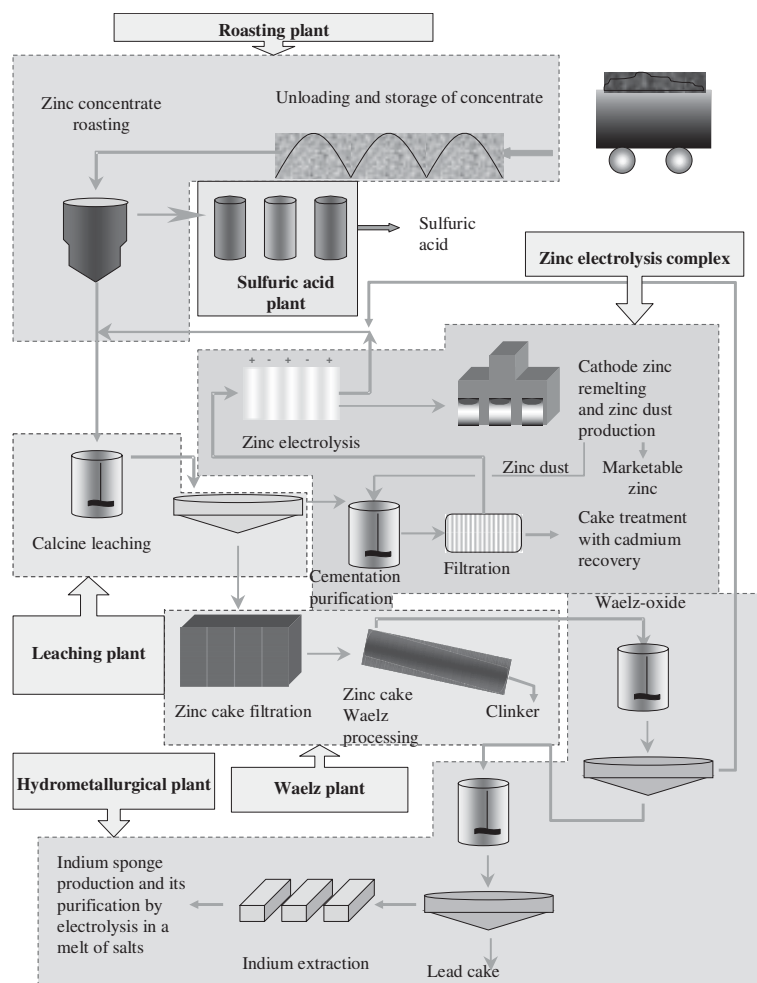 Roasting plant
Zinc concentrate
roasting
Unloading and storage of concentrate
Sulfuric
acid
Sulfuric acid
plant
Zinc electrolysis complex
+ - + - +
Zinc electrolysis
Cathode zinc
remelting
and zinc dust
production
Zinc dust
Marketable
zinc
Calcine leaching
Cementation
purification
Filtration
Cake treatment
with cadmium
recovery
Leaching plant
Waelz-oxide
Zinc cake filtration
Zinc cake
Waelz
processing
Clinker
Hydrometallurgical plant
Waelz plant
Indium sponge
production and its
purification by
electrolysis in a
melt of salts
Indium extraction
Lead cake